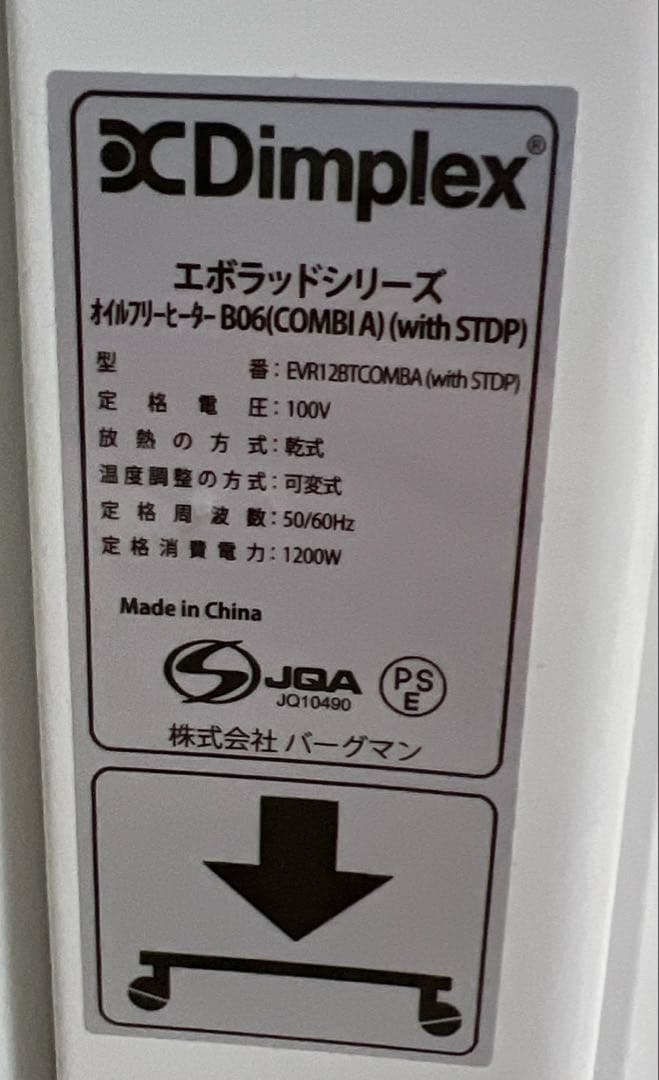 Dimplex®
エボラッドシリーズ
オイルフリーヒーター B06(COMBI A) (with STDP)
型番：EVR12BTCOMBA (with STDP)
定格電圧：100V
放熱の方式：乾式
温度調整の方式：可変式
定格周波数：50/60Hz
定格消費電力：1200W
Made in China
S JQA
JQ10490
PS
E
株式会社 バーグマン